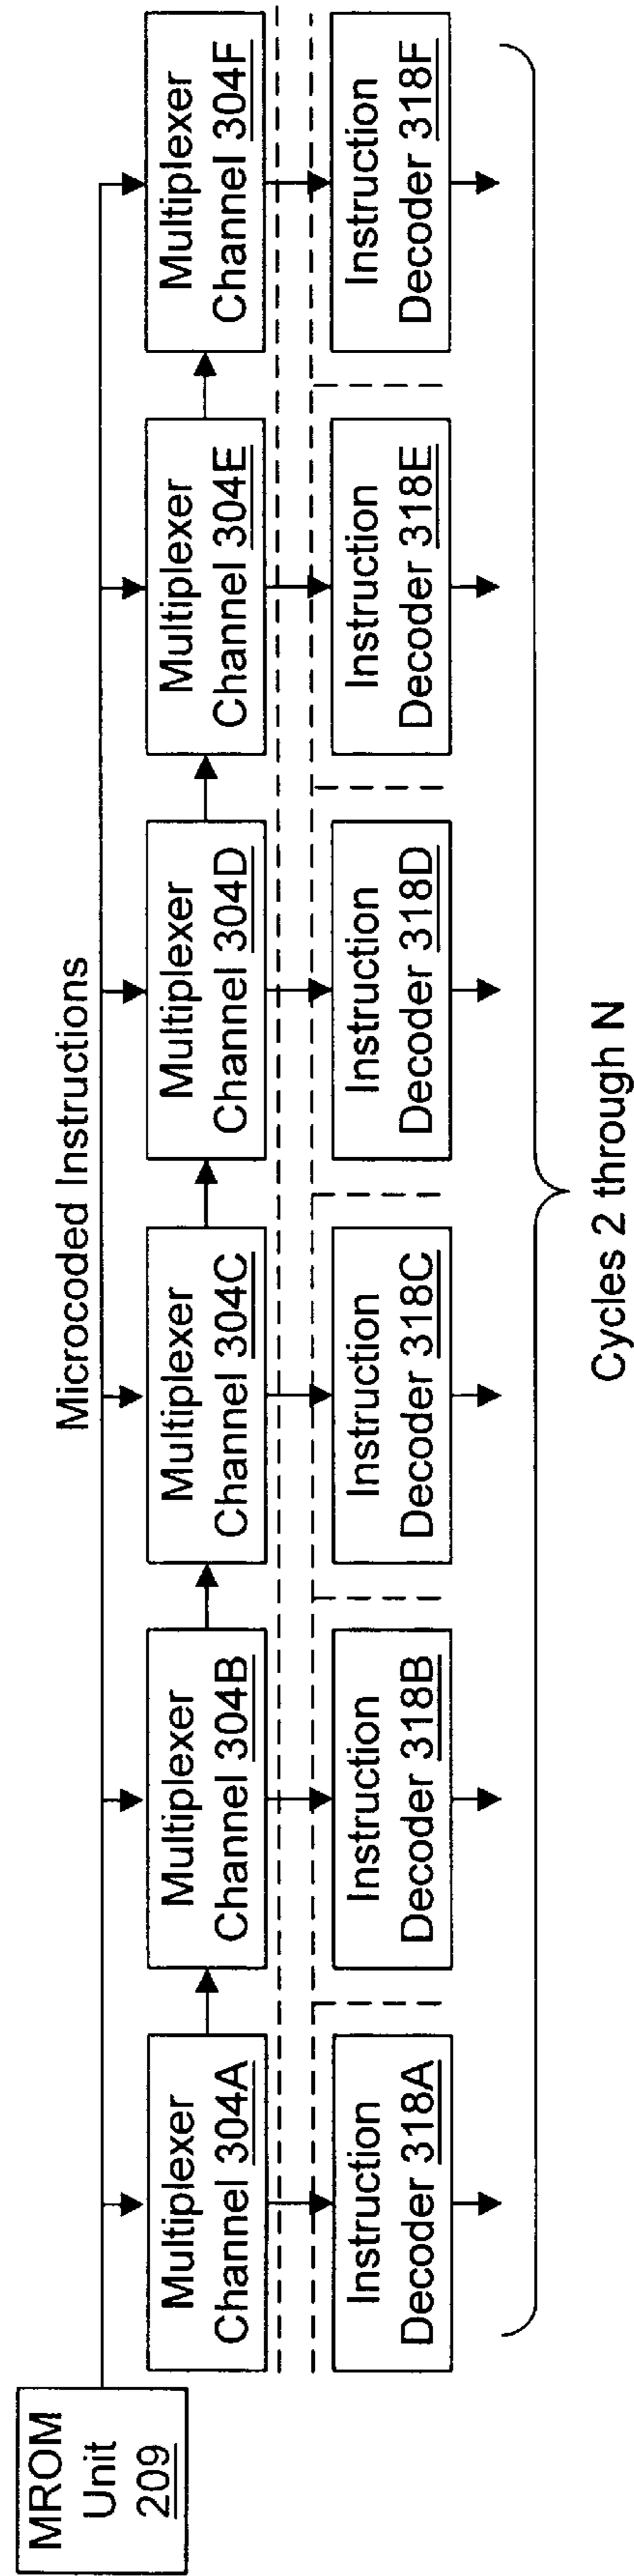 MROM
Unit
209
Microcoded Instructions
Multiplexer
Channel 304A
Multiplexer
Channel 304B
Multiplexer
Channel 304C
Multiplexer
Channel 304D
Multiplexer
Channel 304E
Multiplexer
Channel 304F
Instruction
Decoder 318A
Instruction
Decoder 318B
Instruction
Decoder 318C
Instruction
Decoder 318D
Instruction
Decoder 318E
Instruction
Decoder 318F
Cycles 2 through N